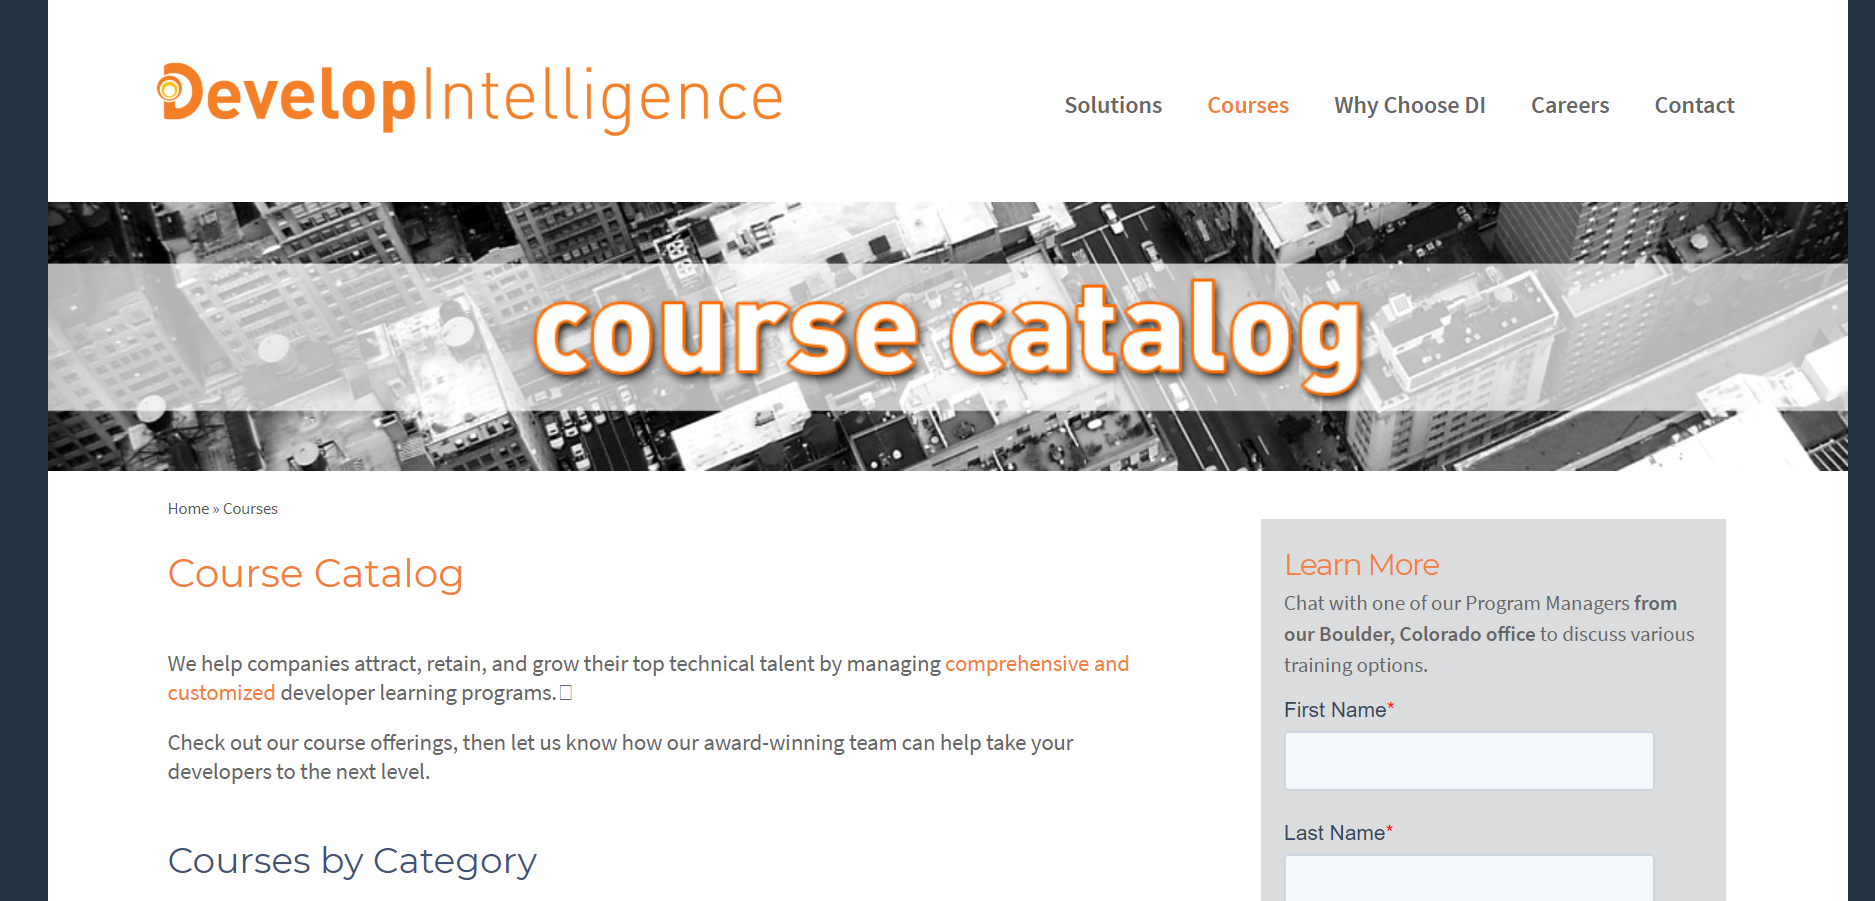 DevelopIntelligence
Solutions
Courses
Why Choose DI
Careers
Contact
course catalog
Home » Courses
Course Catalog
We help companies attract, retain, and grow their top technical talent by managing comprehensive and
customized developer learning programs.
Check out our course offerings, then let us know how our award-winning team can help take your
developers to the next level.
Courses by Category
Learn More
Chat with one of our Program Managers from
our Boulder, Colorado office to discuss various
training options.
First Name*
Last Name*